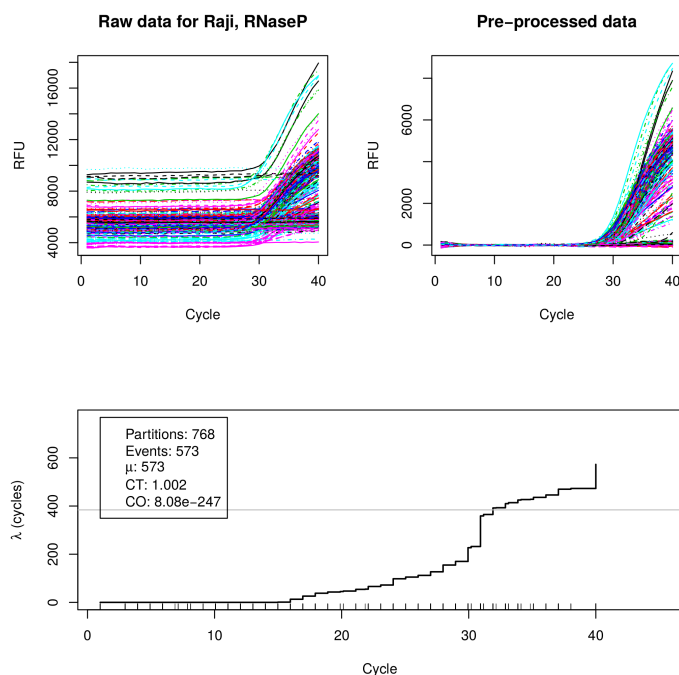 Raw data for Raji, RNaseP
Pre−processed data
RFU
4000
8000
12000
16000
0
10
20
30
40
Cycle
RFU
0
2000
6000
0
10
20
30
40
Cycle
Partitions: 768
Events: 573
μ: 573
CT: 1.002
CO: 8.08e−247
λ (cycles)
0
200
400
600
0
10
20
30
40
Cycle